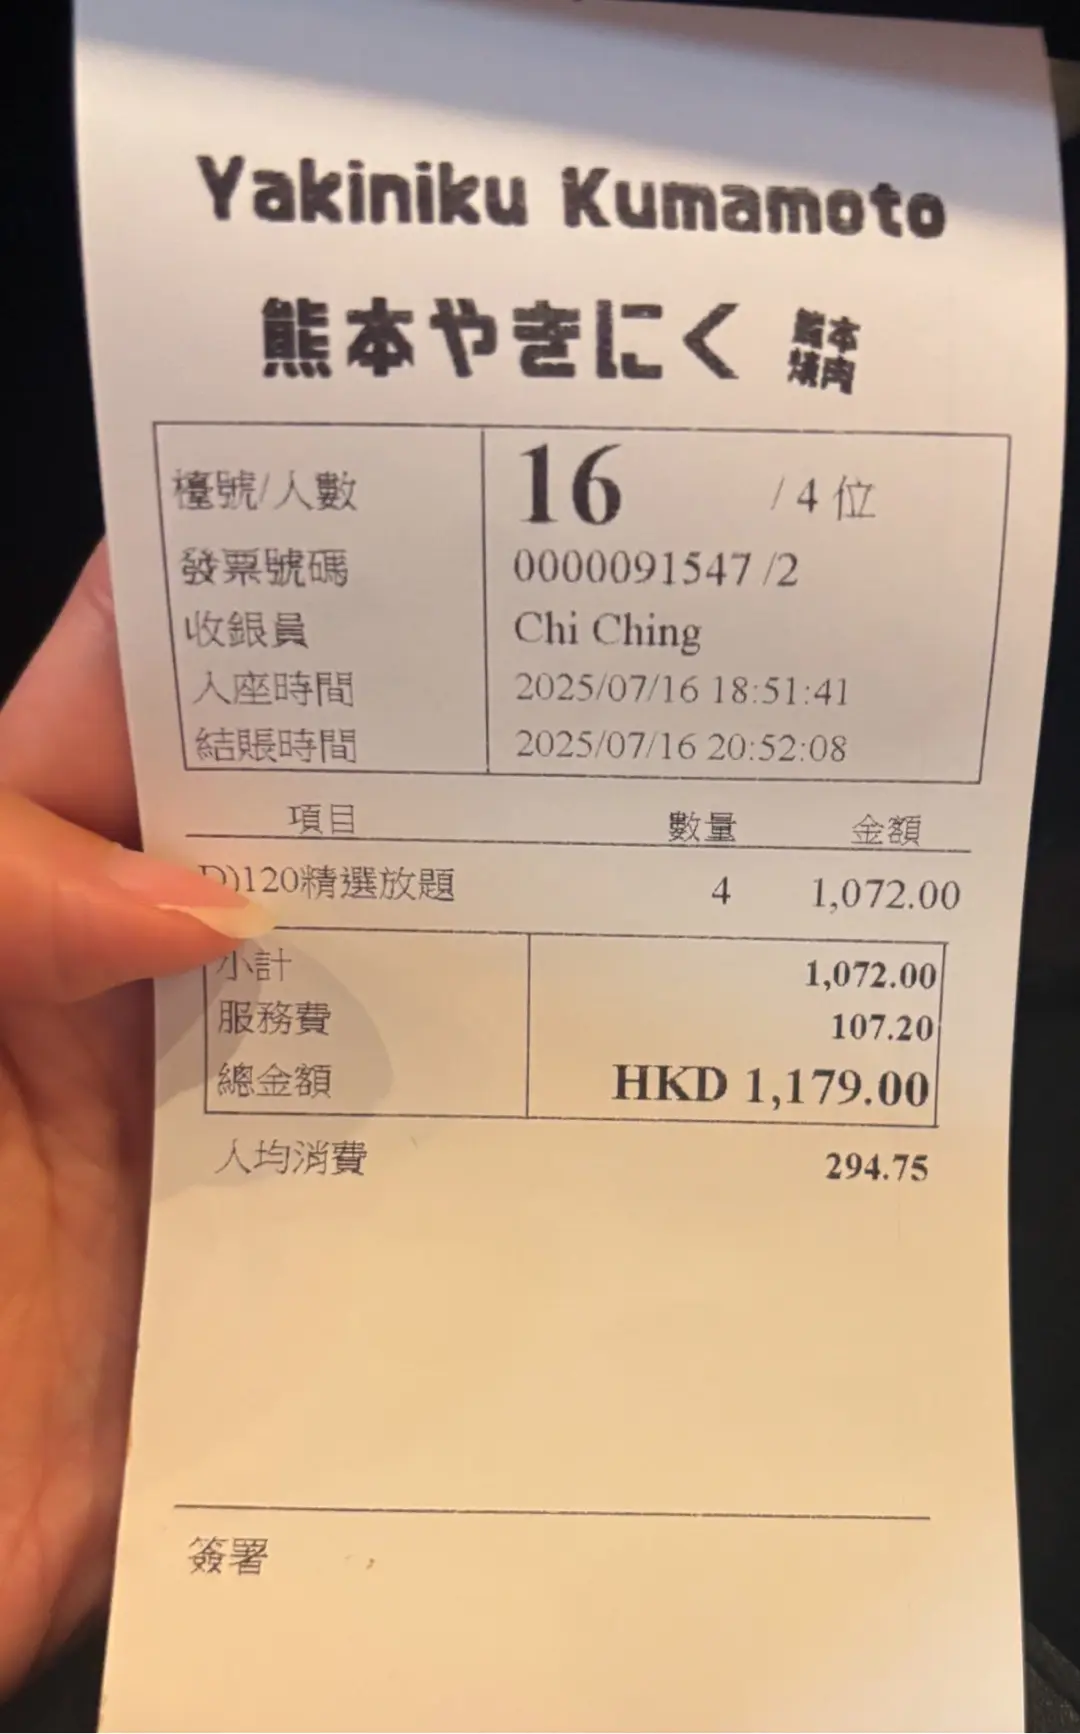 Yakiniku Kumamoto
熊本やきにく 熊本焼肉
檯號/人數 16 / 4 位
發票號碼 0000091547 /2
收銀員 Chi Ching
入座時間 2025/07/16 18:51:41
結賬時間 2025/07/16 20:52:08
項目 數量 金額
D)120精選放題 4 1,072.00
小計 1,072.00
服務費 107.20
總金額 HKD 1,179.00
人均消費 294.75
簽署